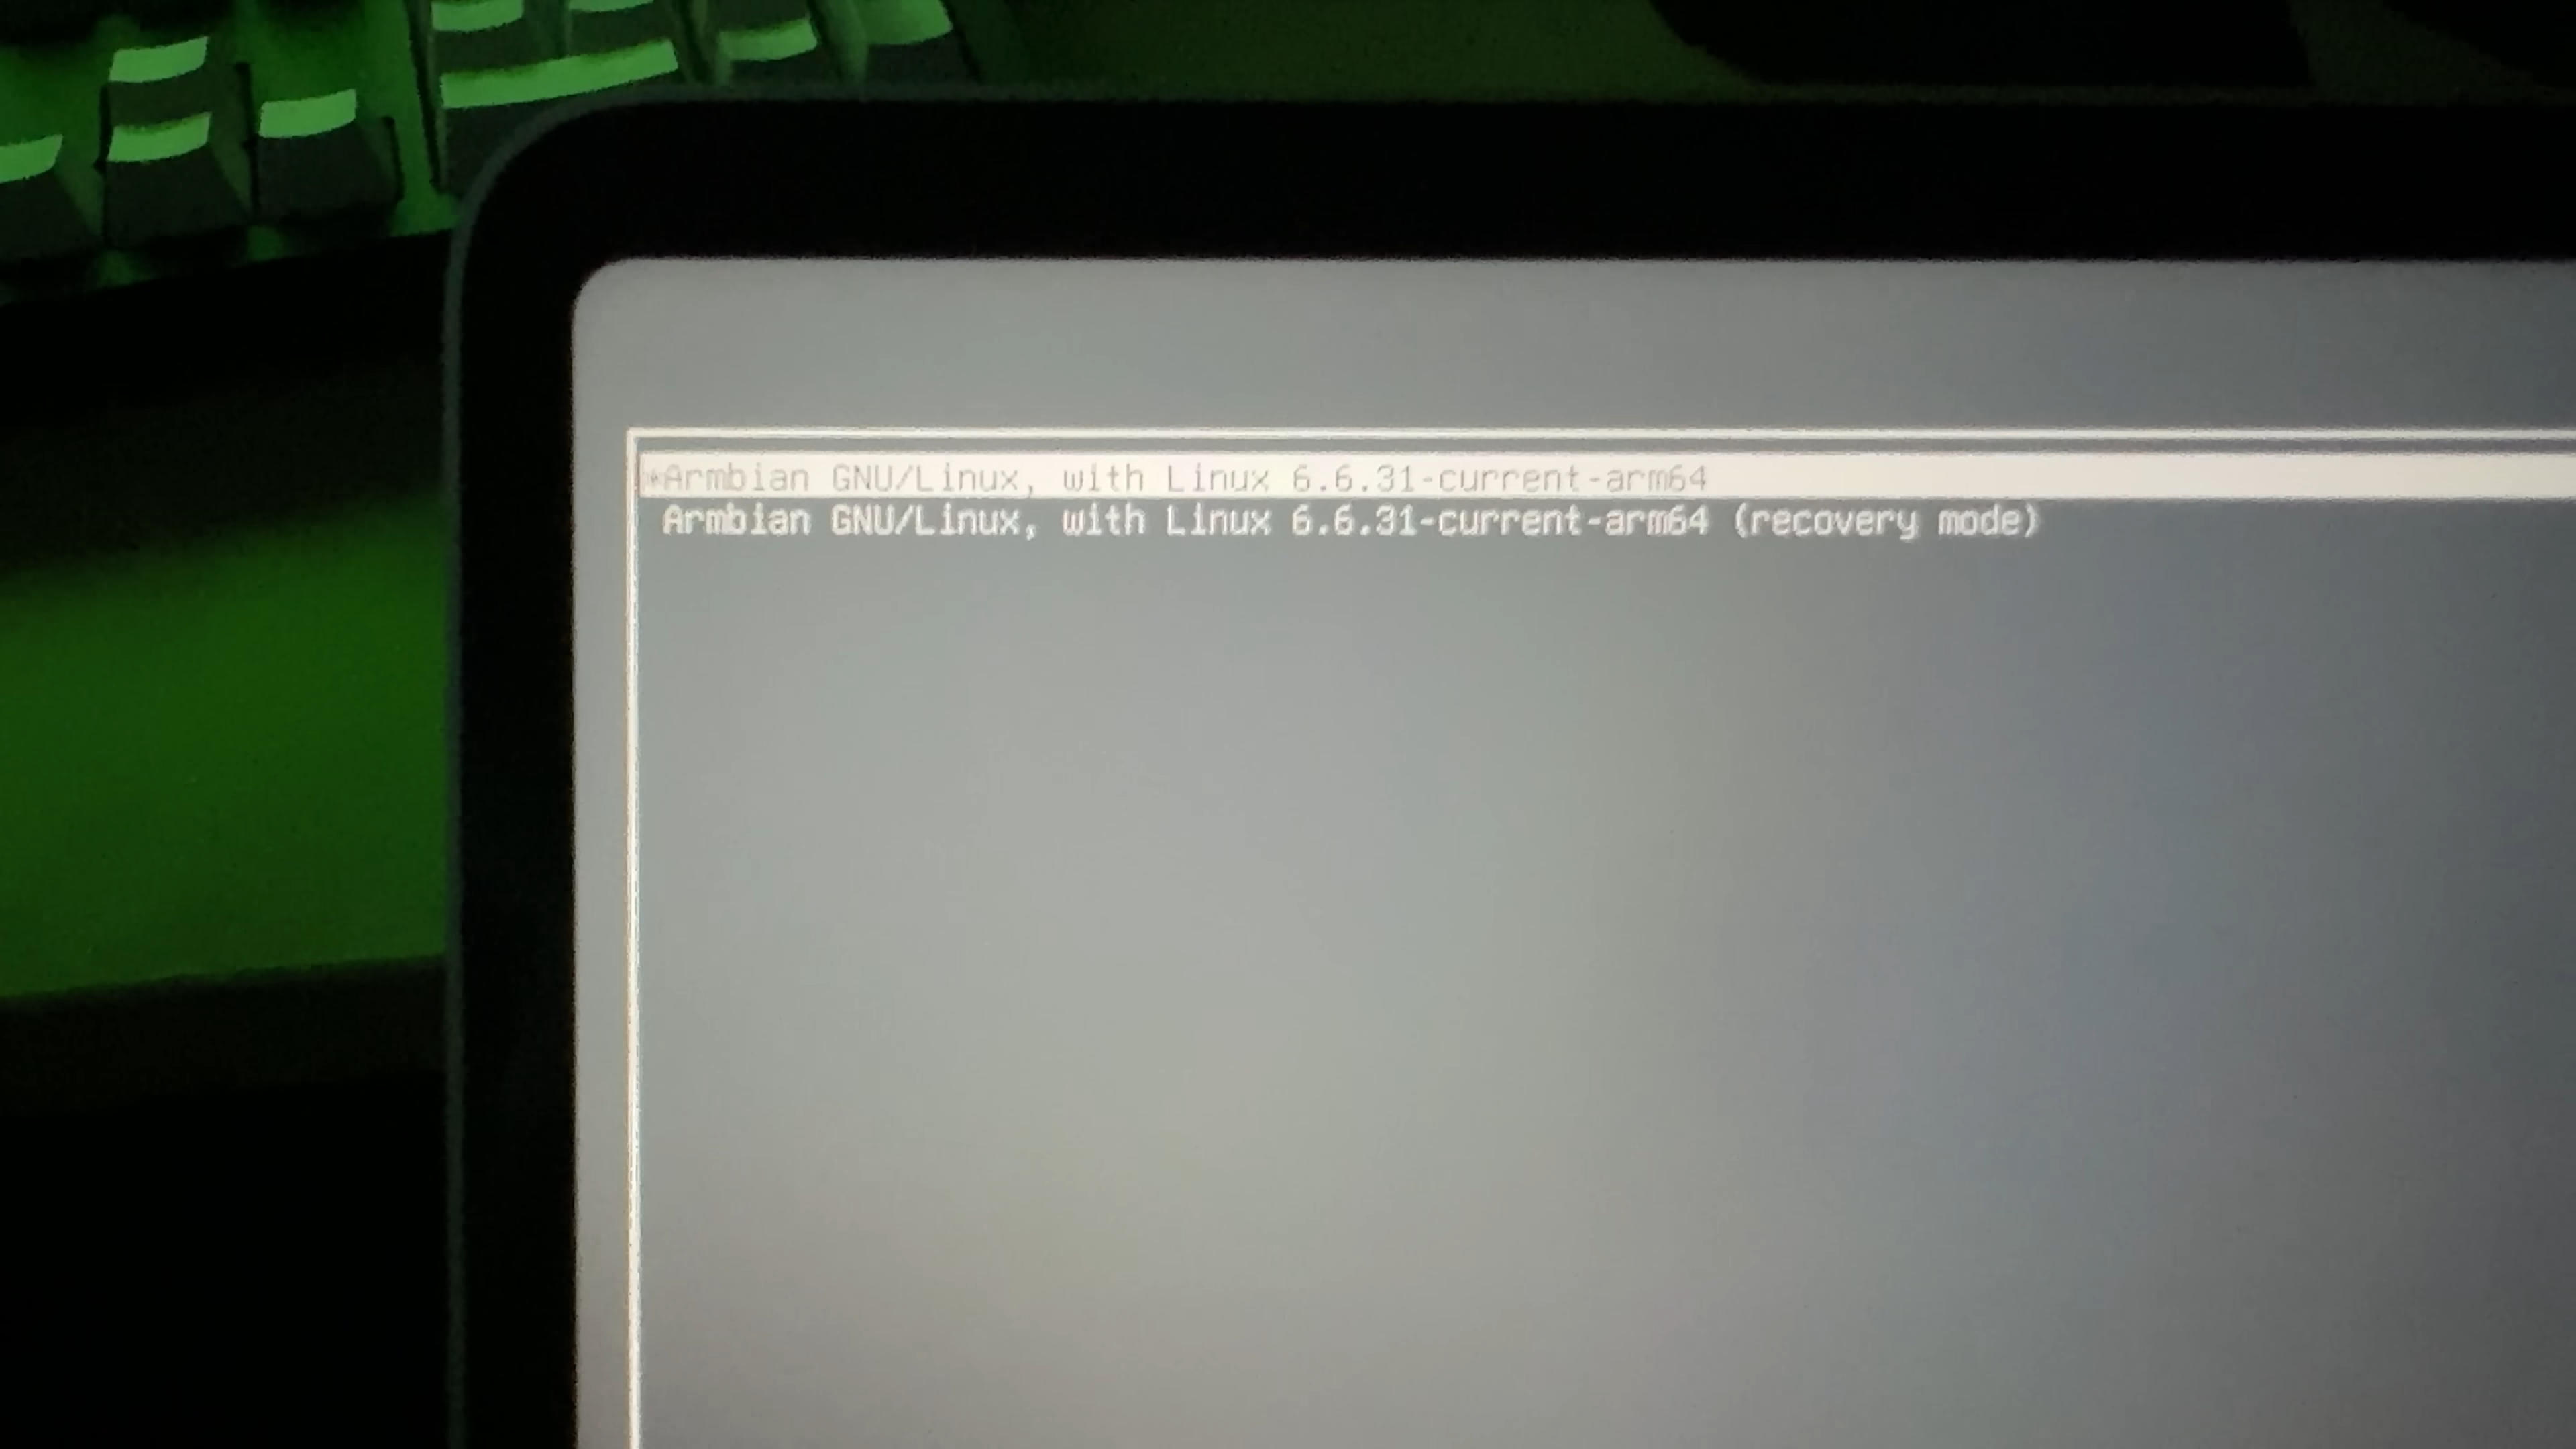 *Armbian GNU/Linux, with Linux 6.6.31-current-arm64
Armbian GNU/Linux, with Linux 6.6.31-current-arm64 (recovery mode)